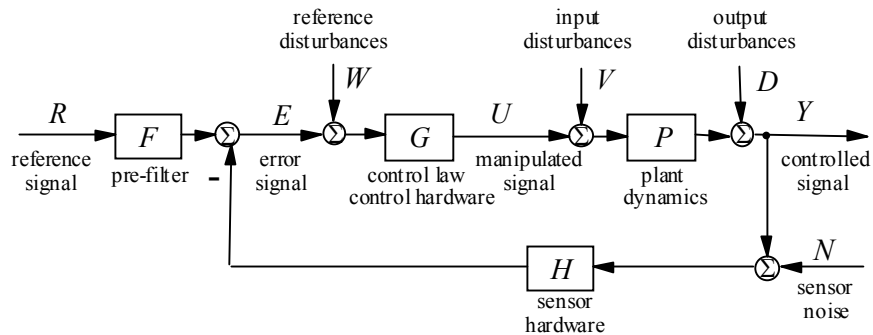 reference
disturbances
input
disturbances
output
disturbances
W
V
D
R
F
Σ
E
Σ
G
U
Σ
P
Σ
Y
reference
signal
pre-filter
-
error
signal
control law
control hardware
manipulated
signal
plant
dynamics
controlled
signal
H
Σ
N
sensor
hardware
sensor
noise